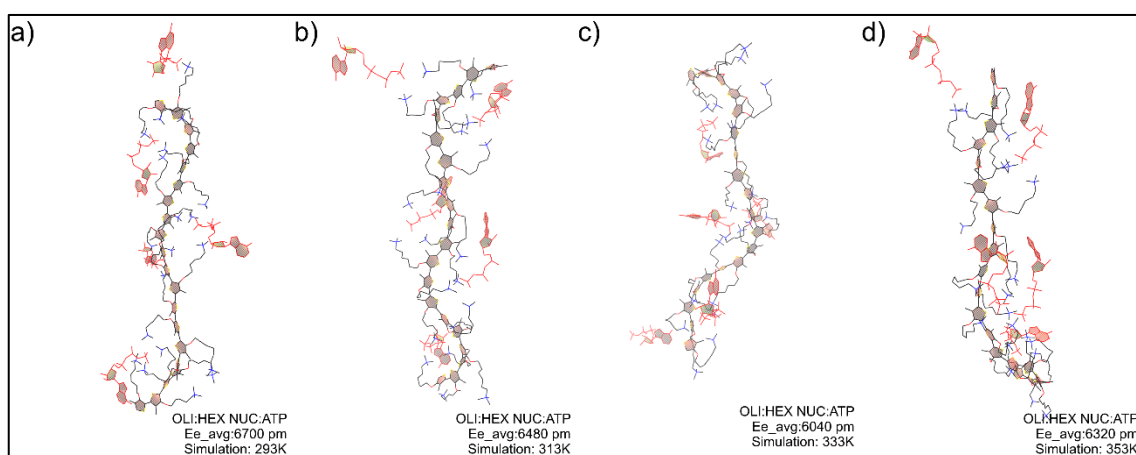 a)
b)
c)
d)
OLI:HEX NUC:ATP
Ee_avg:6700 pm
Simulation: 293K
OLI:HEX NUC:ATP
Ee_avg:6480 pm
Simulation: 313K
OLI:HEX NUC:ATP
Ee_avg:6040 pm
Simulation: 333K
OLI:HEX NUC:ATP
Ee_avg:6320 pm
Simulation: 353K